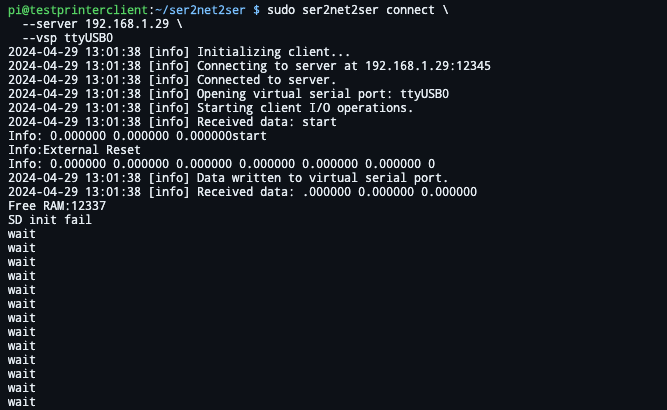 pi@testprinterclient:~/ser2net2ser $ sudo ser2net2ser connect \
--server 192.168.1.29 \
--vsp ttyUSB0
2024-04-29 13:01:38 [info] Initializing client...
2024-04-29 13:01:38 [info] Connecting to server at 192.168.1.29:12345
2024-04-29 13:01:38 [info] Connected to server.
2024-04-29 13:01:38 [info] Opening virtual serial port: ttyUSB0
2024-04-29 13:01:38 [info] Starting client I/O operations.
2024-04-29 13:01:38 [info] Received data: start
Info: 0.000000 0.000000 0.000000start
Info:External Reset
Info: 0.000000 0.000000 0.000000 0.000000 0.000000 0.000000 0
2024-04-29 13:01:38 [info] Data written to virtual serial port.
2024-04-29 13:01:38 [info] Received data: .000000 0.000000 0.000000
Free RAM:12337
SD init fail
wait
wait
wait
wait
wait
wait
wait
wait
wait
wait
wait
wait
wait